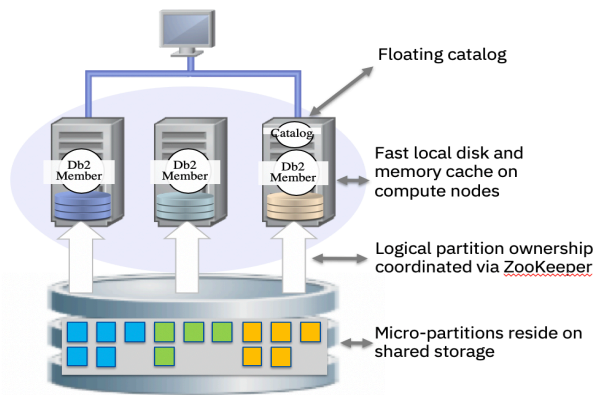 Floating catalog
Catalog
Db2
Member
Db2
Member
Db2
Member
Fast local disk and
memory cache on
compute nodes
Logical partition ownership
coordinated via ZooKeeper
Micro-partitions reside on
shared storage